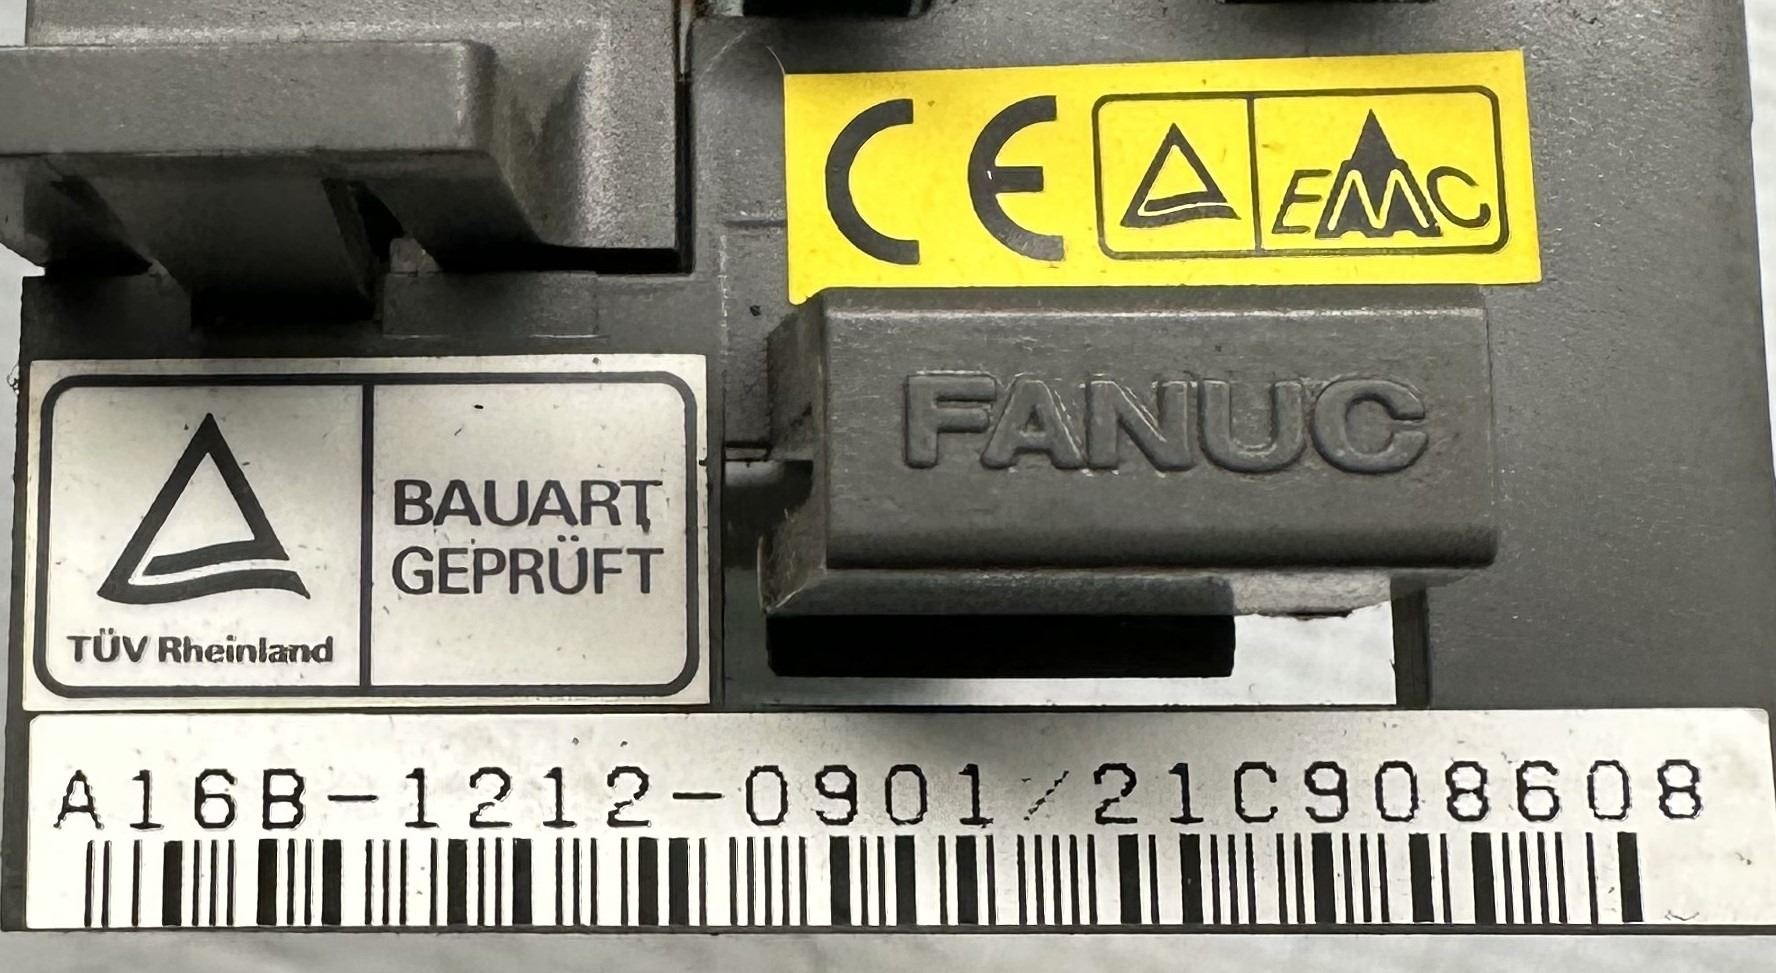 CE EMC
FANUC
BAUART
GEPRÜFT
TÜV Rheinland
A16B-1212-0901/21C908608